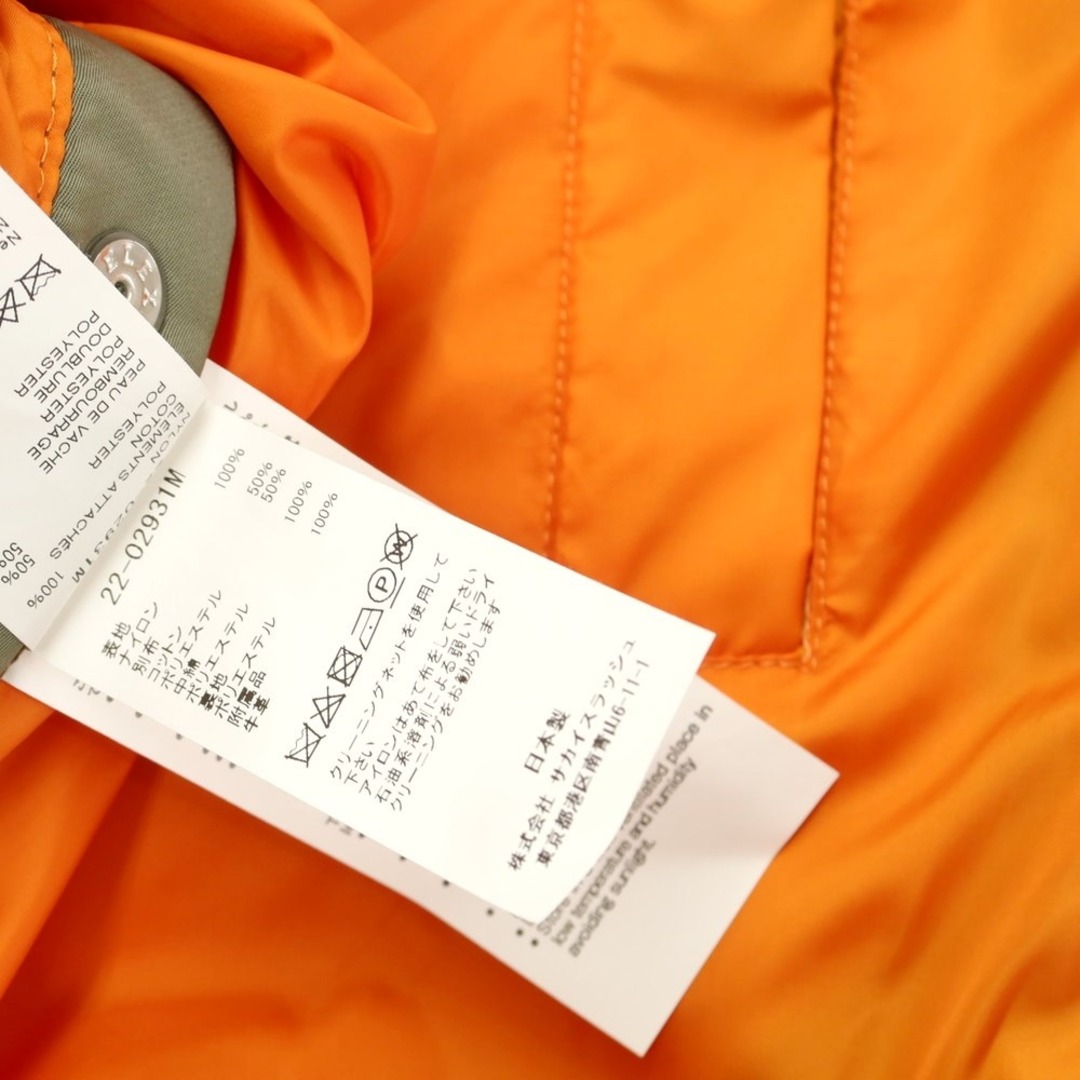 ELEX
PEAU DE VACHE
REMBOURRAGE
POLYESTER
DOUBLURE
POLYESTER
NYLON
ELEMENTS ATTACHÉS 100%
COTON 50%
POLYESTER 50%
22-02931M
表地
ナイロン 100%
別布
コットン 50%
ポリエステル 50%
中綿
ポリエステル 100%
裏地
ポリエステル 100%
附属品
牛革
P
W
クリーニングネットを使用して
下さい
アイロンはあて布をして下さい
石油系溶剤による弱いドライ
クリーニングをお勧めします
日本製
株式会社 サカイスラッシュ
東京都港区南青山6-11-1
place in
• Store
low temperature and humidity
avoiding sunlight.